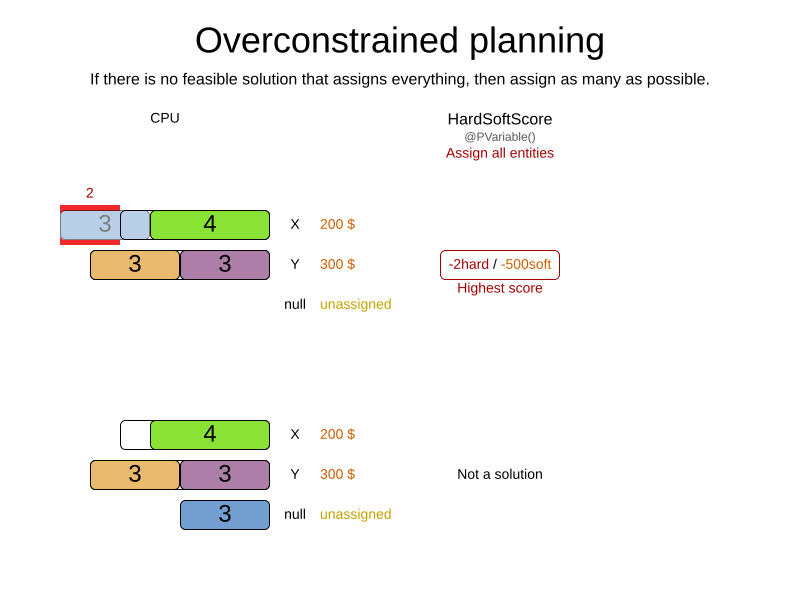 Overconstrained planning
If there is no feasible solution that assigns everything, then assign as many as possible.
CPU
HardSoftScore
@PVariable()
Assign all entities
2
3 4 X 200 $
3 3 Y 300 $ -2hard / -500soft
Highest score
null unassigned
4 X 200 $
3 3 Y 300 $ Not a solution
3 null unassigned